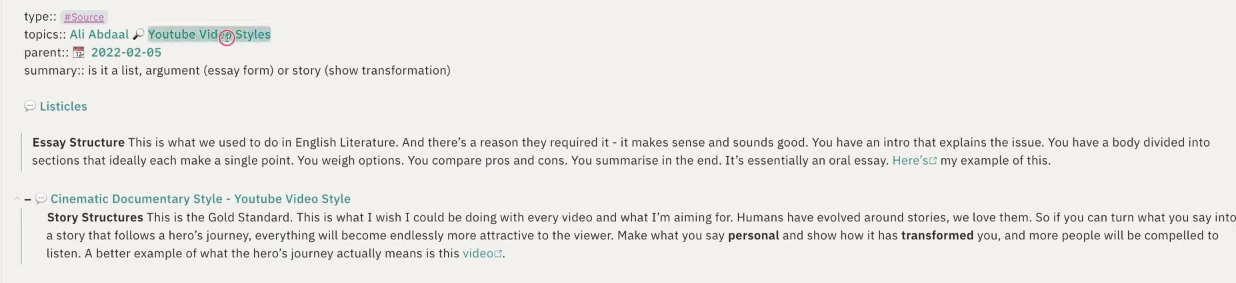 type:: #Source
topics:: Ali Abdaal 🔎 Youtube Video Styles
parent:: 📆 2022-02-05
summary:: is it a list, argument (essay form) or story (show transformation)
💬 Listicles
Essay Structure This is what we used to do in English Literature. And there's a reason they required it - it makes sense and sounds good. You have an intro that explains the issue. You have a body divided into
sections that ideally each make a single point. You weigh options. You compare pros and cons. You summarise in the end. It's essentially an oral essay. Here's my example of this.
– 💬 Cinematic Documentary Style - Youtube Video Style
Story Structures This is the Gold Standard. This is what I wish I could be doing with every video and what I'm aiming for. Humans have evolved around stories, we love them. So if you can turn what you say into
a story that follows a hero's journey, everything will become endlessly more attractive to the viewer. Make what you say personal and show how it has transformed you, and more people will be compelled to
listen. A better example of what the hero's journey actually means is this video.